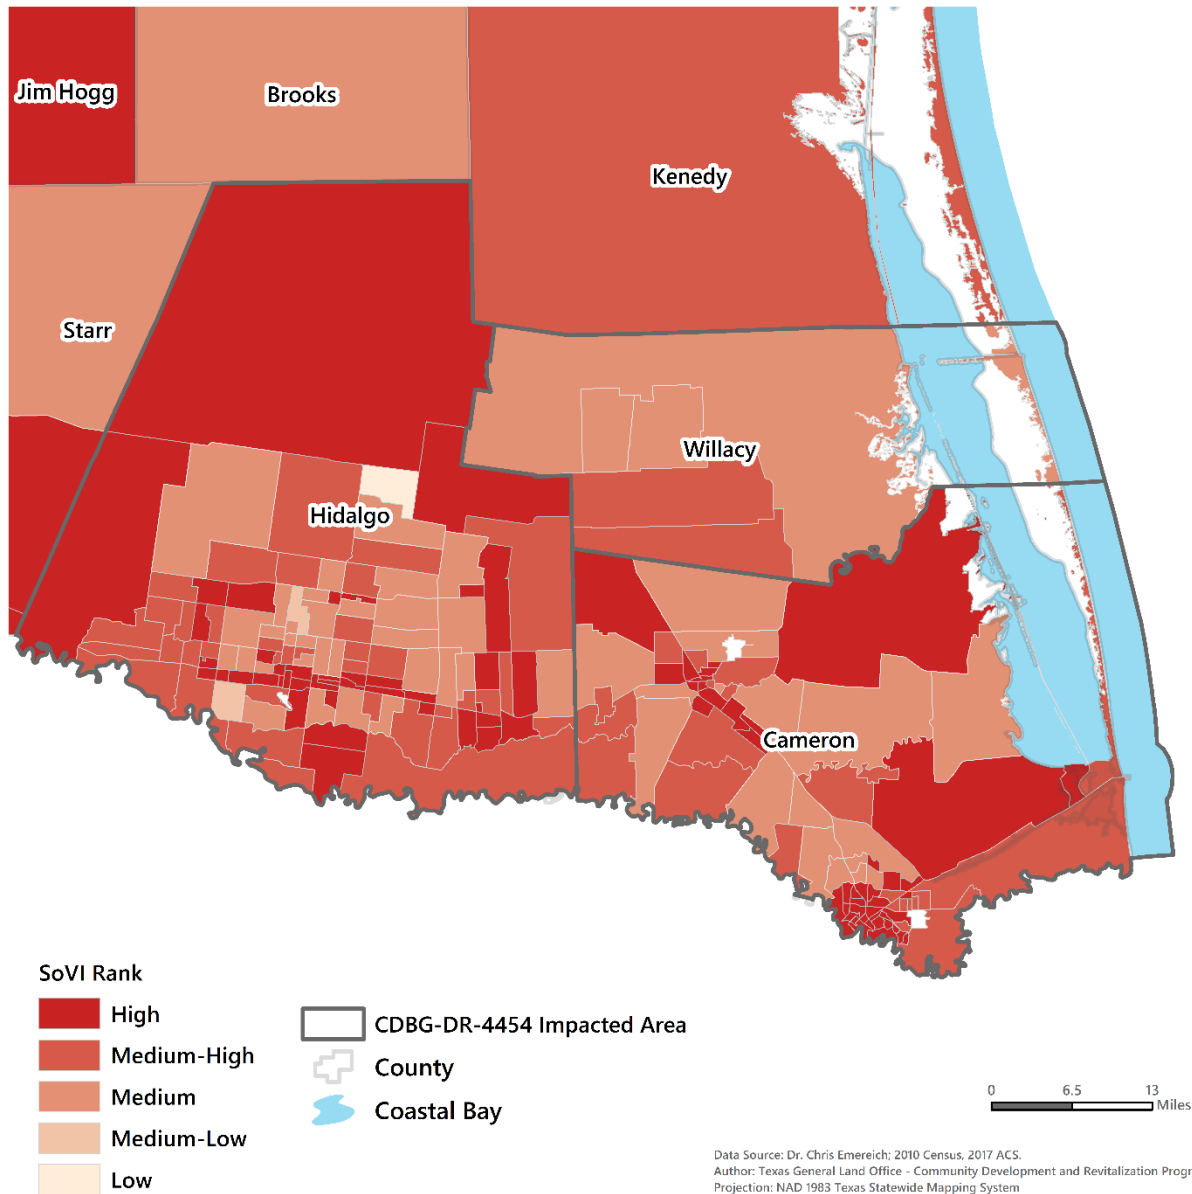 Jim Hogg
Brooks
Kenedy
Starr
Willacy
Hidalgo
Cameron
SoVI Rank
High
Medium-High
Medium
Medium-Low
Low
CDBG-DR-4454 Impacted Area
County
Coastal Bay
0 6.5 13
Miles
Data Source: Dr. Chris Emereich; 2010 Census, 2017 ACS.
Author: Texas General Land Office - Community Development and Revitalization Progr
Projection: NAD 1983 Texas Statewide Mapping System